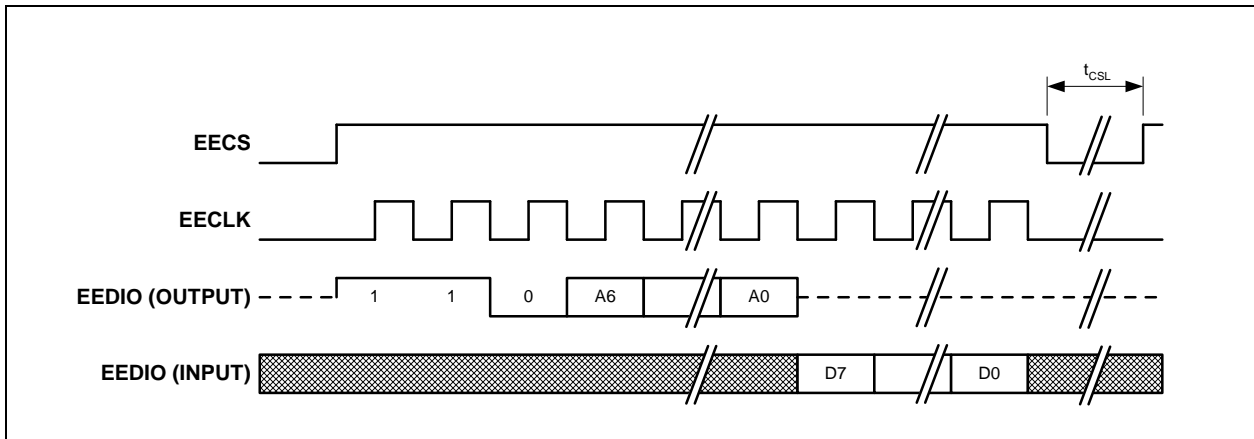 tCSL
EECS
EECLK
EEDIO (OUTPUT)
1 1 0 A6 A0
EEDIO (INPUT)
D7 D0